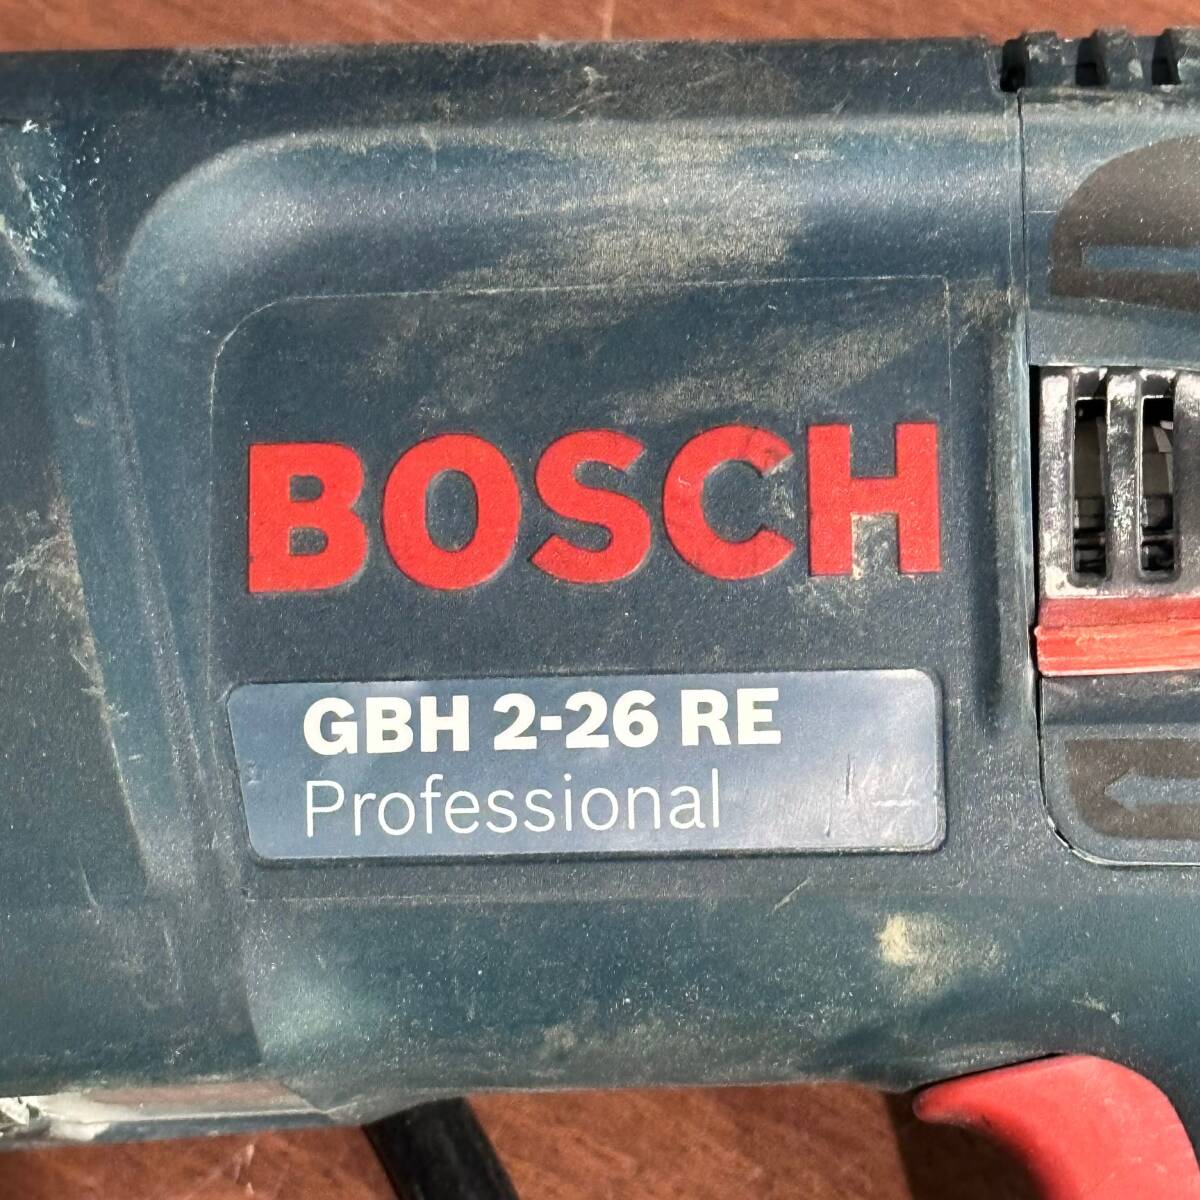 BOSCH
GBH 2-26 RE
Professional